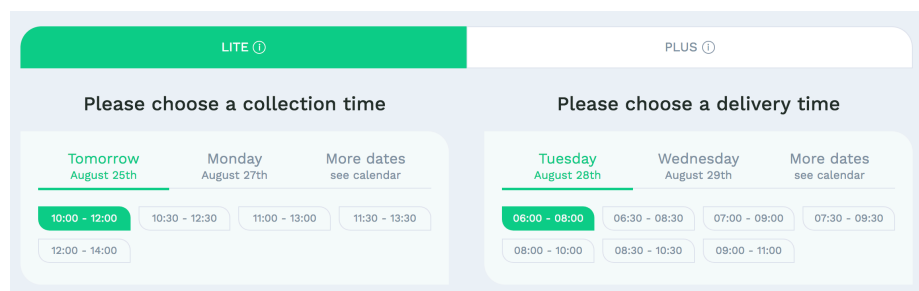 LITE ⓘ
PLUS ⓘ
Please choose a collection time
Tomorrow
August 25th
Monday
August 27th
More dates
see calendar
10:00 - 12:00
10:30 - 12:30
11:00 - 13:00
11:30 - 13:30
12:00 - 14:00
Please choose a delivery time
Tuesday
August 28th
Wednesday
August 29th
More dates
see calendar
06:00 - 08:00
06:30 - 08:30
07:00 - 09:00
07:30 - 09:30
08:00 - 10:00
08:30 - 10:30
09:00 - 11:00